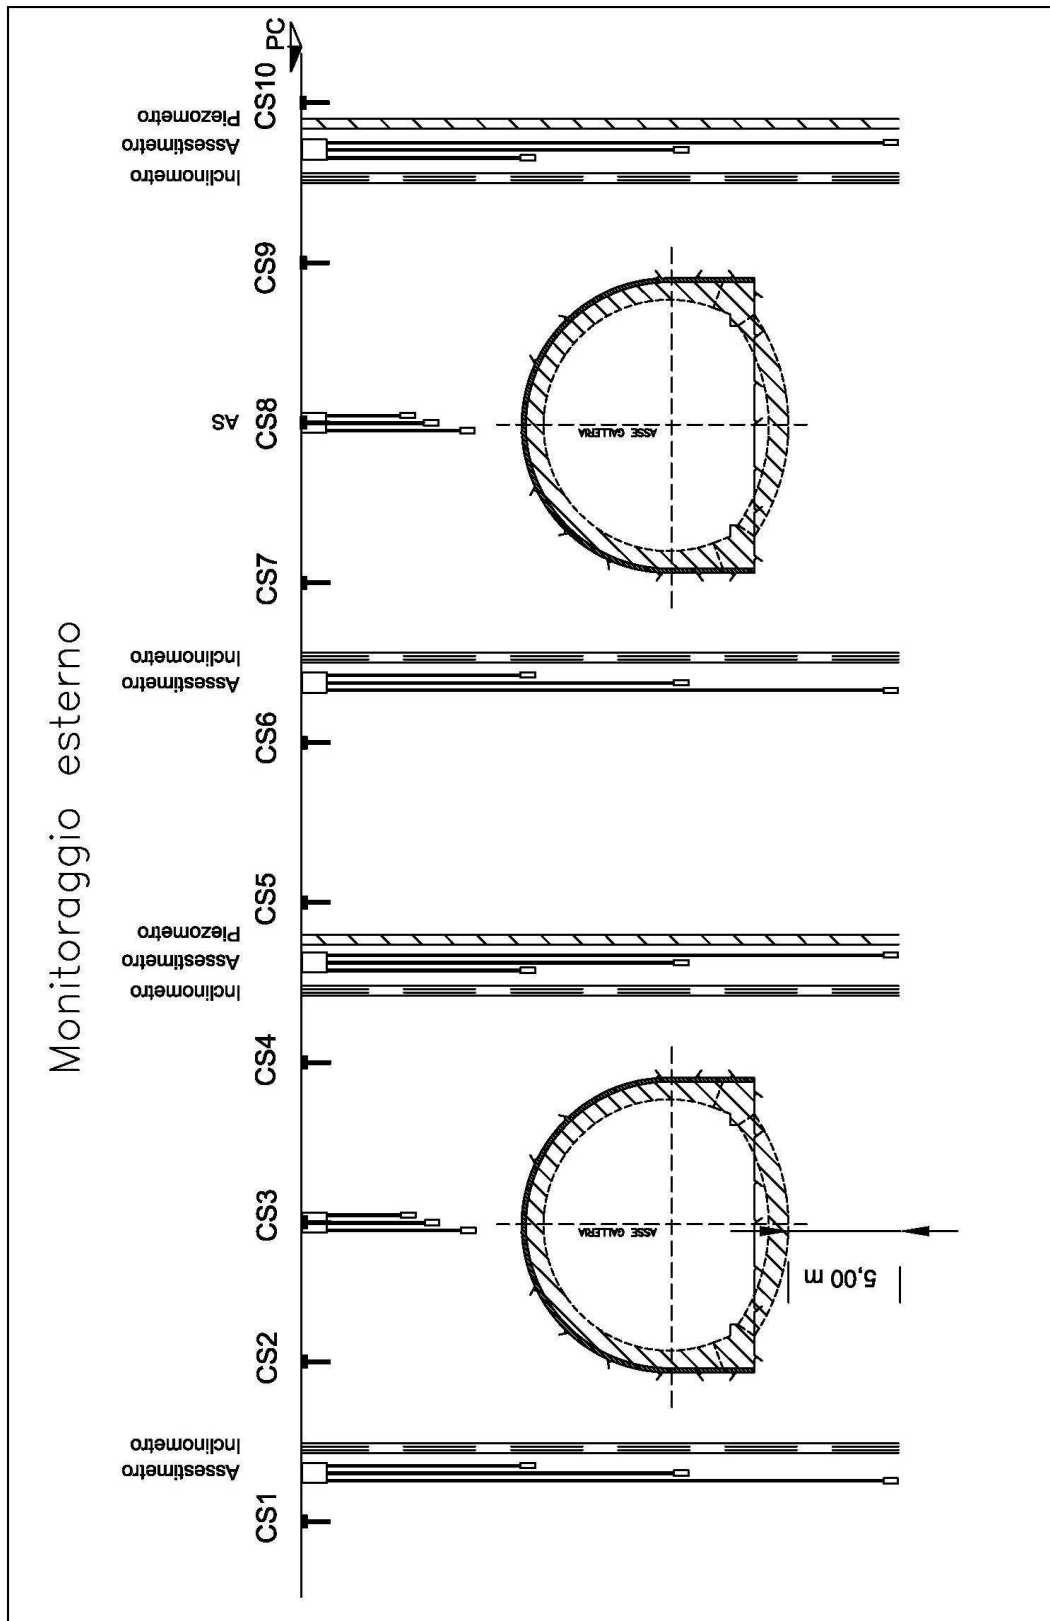 Monitoraggio esterno
Assestimetro
Inclinometro
Inclinometro
Assestimetro
Piezometro
Assestimetro
Inclinometro
AS
Inclinometro
Assestimetro
Piezometro
CS1
CS2
CS3
CS4
CS5
CS6
CS7
CS8
CS9
CS10
PC
ASSE GALLERIA
ASSE GALLERIA
5,00 m